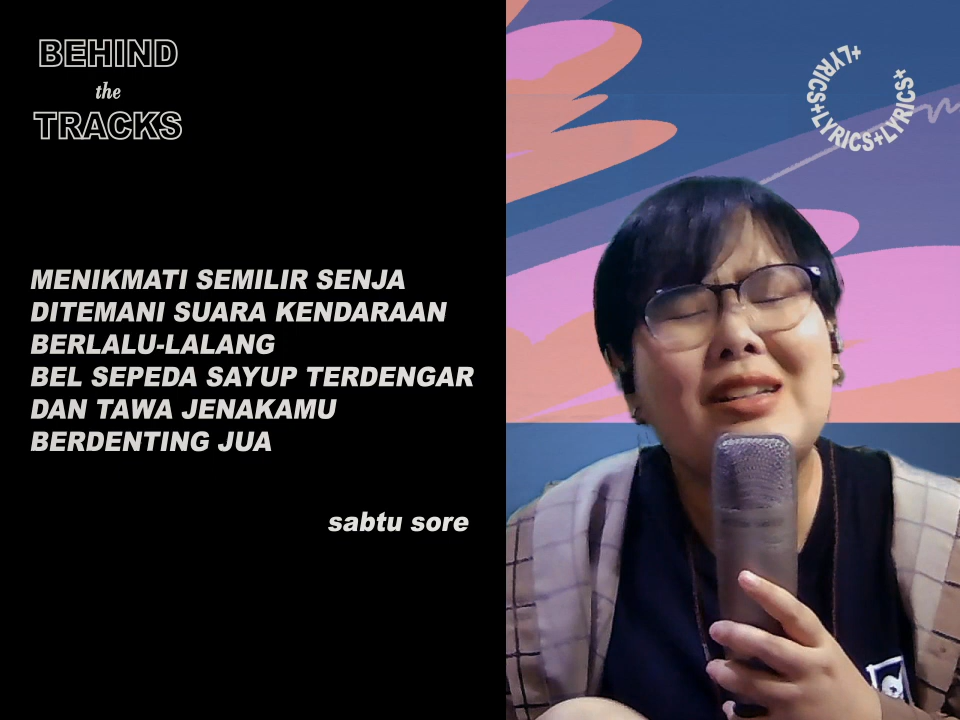 BEHIND
the
TRACKS
+LYRICS+LYRICS+LYRICS+
MENIKMATI SEMILIR SENJA
DITEMANI SUARA KENDARAAN
BERLALU-LALANG
BEL SEPEDA SAYUP TERDENGAR
DAN TAWA JENAKAMU
BERDENTING JUA
sabtu sore